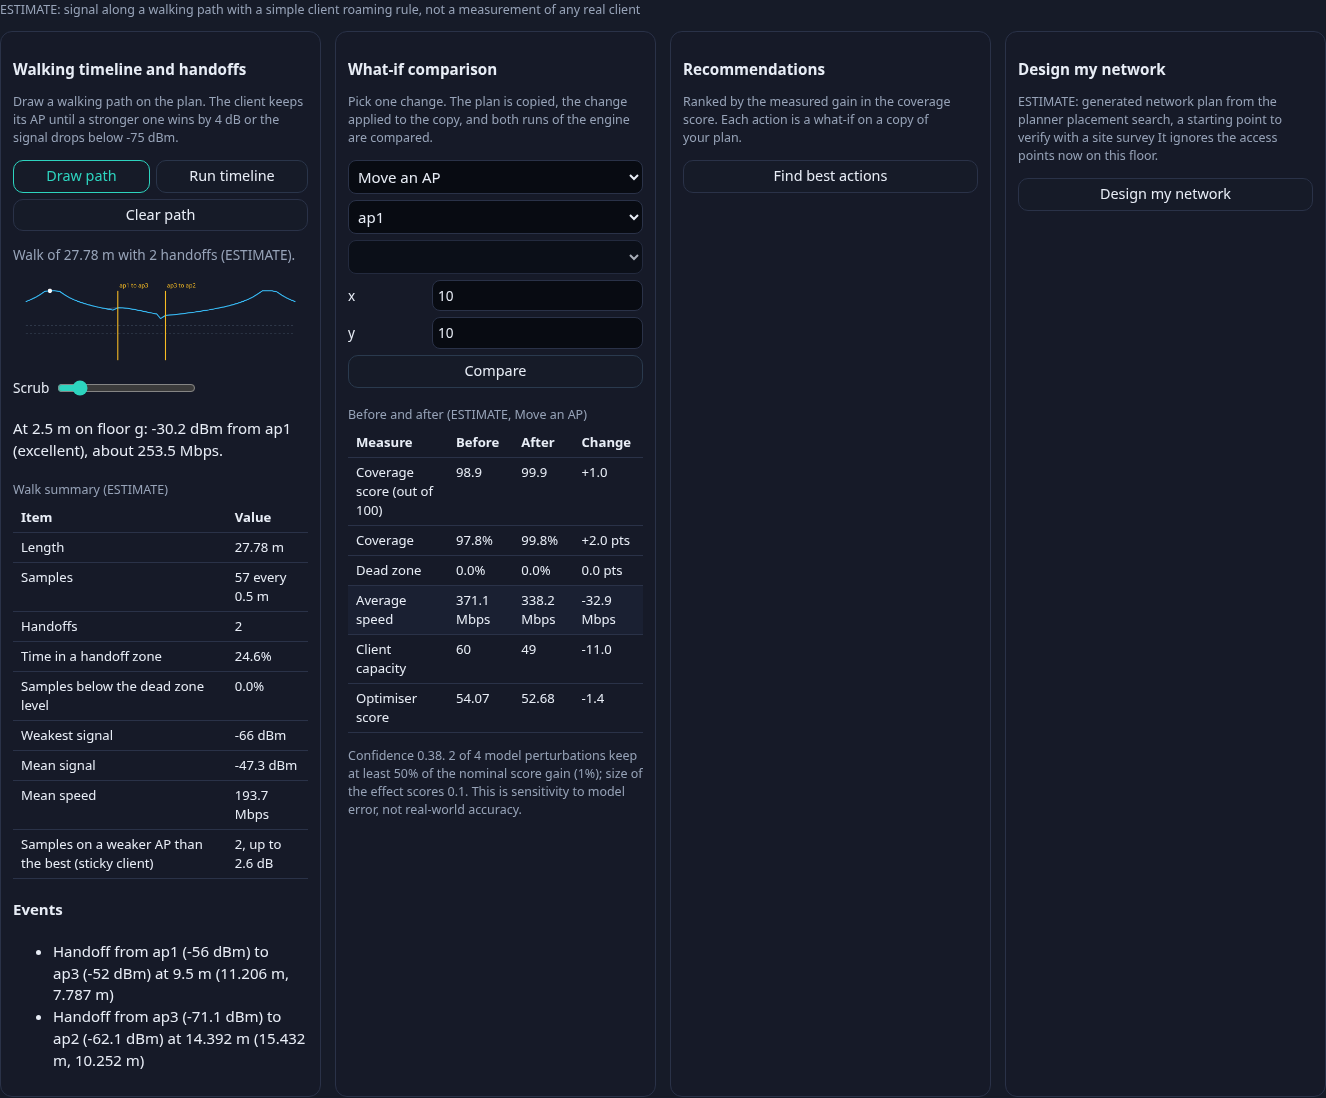 ESTIMATE: signal along a walking path with a simple client roaming rule, not a measurement of any real client
Walking timeline and handoffs
Draw a walking path on the plan. The client keeps
its AP until a stronger one wins by 4 dB or the
signal drops below -75 dBm.
Draw path
Run timeline
Clear path
Walk of 27.78 m with 2 handoffs (ESTIMATE).
ap1 to ap3
ap3 to ap2
Scrub
At 2.5 m on floor g: -30.2 dBm from ap1
(excellent), about 253.5 Mbps.
Walk summary (ESTIMATE)
Item Value
Length 27.78 m
Samples 57 every
0.5 m
Handoffs 2
Time in a handoff zone 24.6%
Samples below the dead zone 0.0%
level
Weakest signal -66 dBm
Mean signal -47.3 dBm
Mean speed 193.7
Mbps
Samples on a weaker AP than 2, up to
the best (sticky client) 2.6 dB
Events
• Handoff from ap1 (-56 dBm) to
ap3 (-52 dBm) at 9.5 m (11.206 m,
7.787 m)
• Handoff from ap3 (-71.1 dBm) to
ap2 (-62.1 dBm) at 14.392 m (15.432
m, 10.252 m)
What-if comparison
Pick one change. The plan is copied, the change
applied to the copy, and both runs of the engine
are compared.
Move an AP
ap1
x 10
y 10
Compare
Before and after (ESTIMATE, Move an AP)
Measure Before After Change
Coverage 98.9 99.9 +1.0
score (out of
100)
Coverage 97.8% 99.8% +2.0 pts
Dead zone 0.0% 0.0% 0.0 pts
Average 371.1 338.2 -32.9
speed Mbps Mbps Mbps
Client 60 49 -11.0
capacity
Optimiser 54.07 52.68 -1.4
score
Confidence 0.38. 2 of 4 model perturbations keep
at least 50% of the nominal score gain (1%); size of
the effect scores 0.1. This is sensitivity to model
error, not real-world accuracy.
Recommendations
Ranked by the measured gain in the coverage
score. Each action is a what-if on a copy of
your plan.
Find best actions
Design my network
ESTIMATE: generated network plan from the
planner placement search, a starting point to
verify with a site survey It ignores the access
points now on this floor.
Design my network